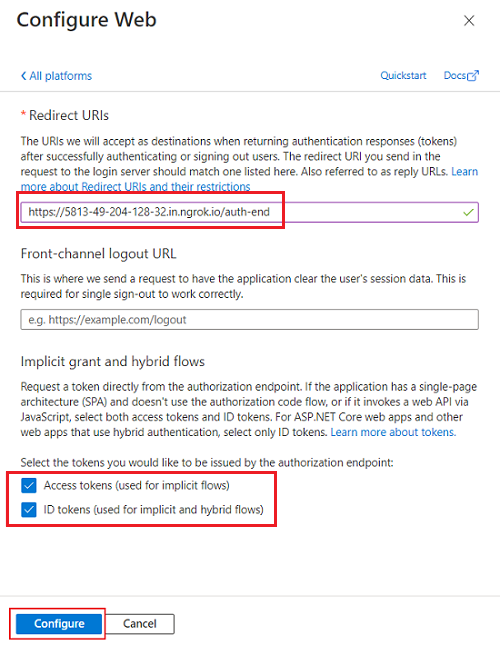 Configure Web
All platforms
Quickstart Docs
* Redirect URIs
The URIs we will accept as destinations when returning authentication responses (tokens)
after successfully authenticating or signing out users. The redirect URI you send in the
request to the login server should match one listed here. Also referred to as reply URLs. Learn
more about Redirect URIs and their restrictions
https://5813-49-204-128-32.in.ngrok.io/auth-end
Front-channel logout URL
This is where we send a request to have the application clear the user's session data. This is
required for single sign-out to work correctly.
e.g. https://example.com/logout
Implicit grant and hybrid flows
Request a token directly from the authorization endpoint. If the application has a single-page
architecture (SPA) and doesn't use the authorization code flow, or if it invokes a web API via
JavaScript, select both access tokens and ID tokens. For ASP.NET Core web apps and other
web apps that use hybrid authentication, select only ID tokens. Learn more about tokens.
Select the tokens you would like to be issued by the authorization endpoint:
Access tokens (used for implicit flows)
ID tokens (used for implicit and hybrid flows)
Configure Cancel